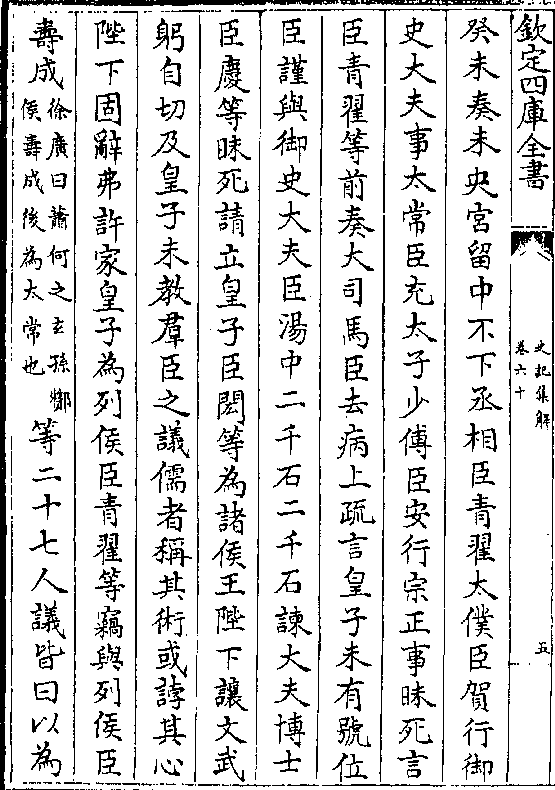 欽定四庫全書
史記集解
卷六十
五
癸未奏未央宮留中不下丞相臣青翟太僕臣賀行御
史大夫事太常臣充太子少傅臣安行宗正事昧死言
臣青翟等前奏大司馬臣去病上疏言皇子未有號位
臣謹與御史大夫臣湯中二千石二千石諫大夫博士
臣慶等昧死請立皇子臣閎等為諸侯王陛下讓文武
躬自切及皇子未教羣臣之議儒者稱其術或誖其心
陛下固辭弗許家皇子為列侯臣青翟等竊與列侯臣
壽成
徐廣曰蕭何之玄孫酇
侯壽成後為太常也
等二十七人議皆曰以為